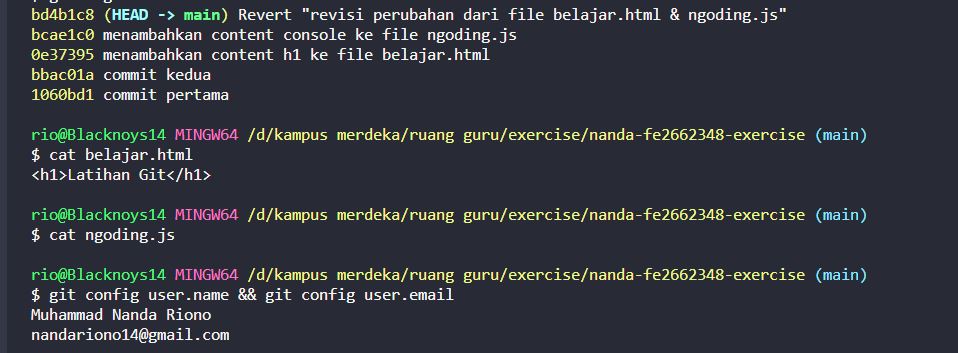 bd4b1c8 (HEAD -> main) Revert "revisi perubahan dari file belajar.html & ngoding.js"
bcae1c0 menambahkan content console ke file ngoding.js
0e37395 menambahkan content h1 ke file belajar.html
bbac01a commit kedua
1060bd1 commit pertama
rio@Blacknoys14 MINGW64 /d/kampus merdeka/ruang guru/exercise/nanda-fe2662348-exercise (main)
$ cat belajar.html
<h1>Latihan Git</h1>
rio@Blacknoys14 MINGW64 /d/kampus merdeka/ruang guru/exercise/nanda-fe2662348-exercise (main)
$ cat ngoding.js
rio@Blacknoys14 MINGW64 /d/kampus merdeka/ruang guru/exercise/nanda-fe2662348-exercise (main)
$ git config user.name && git config user.email
Muhammad Nanda Riono
nandariono14@gmail.com